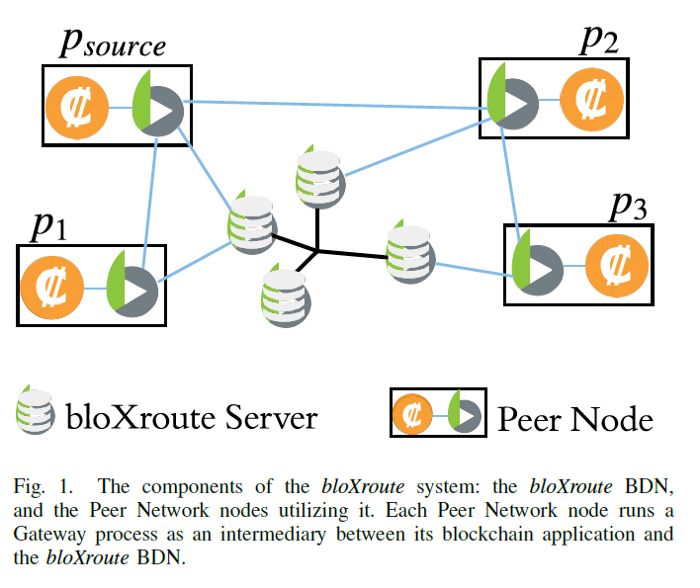 Psource
p2
p1
p3
bloXroute Server
Peer Node
Fig. 1. The components of the bloXroute system: the bloXroute BDN,
and the Peer Network nodes utilizing it. Each Peer Network node runs a
Gateway process as an intermediary between its blockchain application and
the bloXroute BDN.